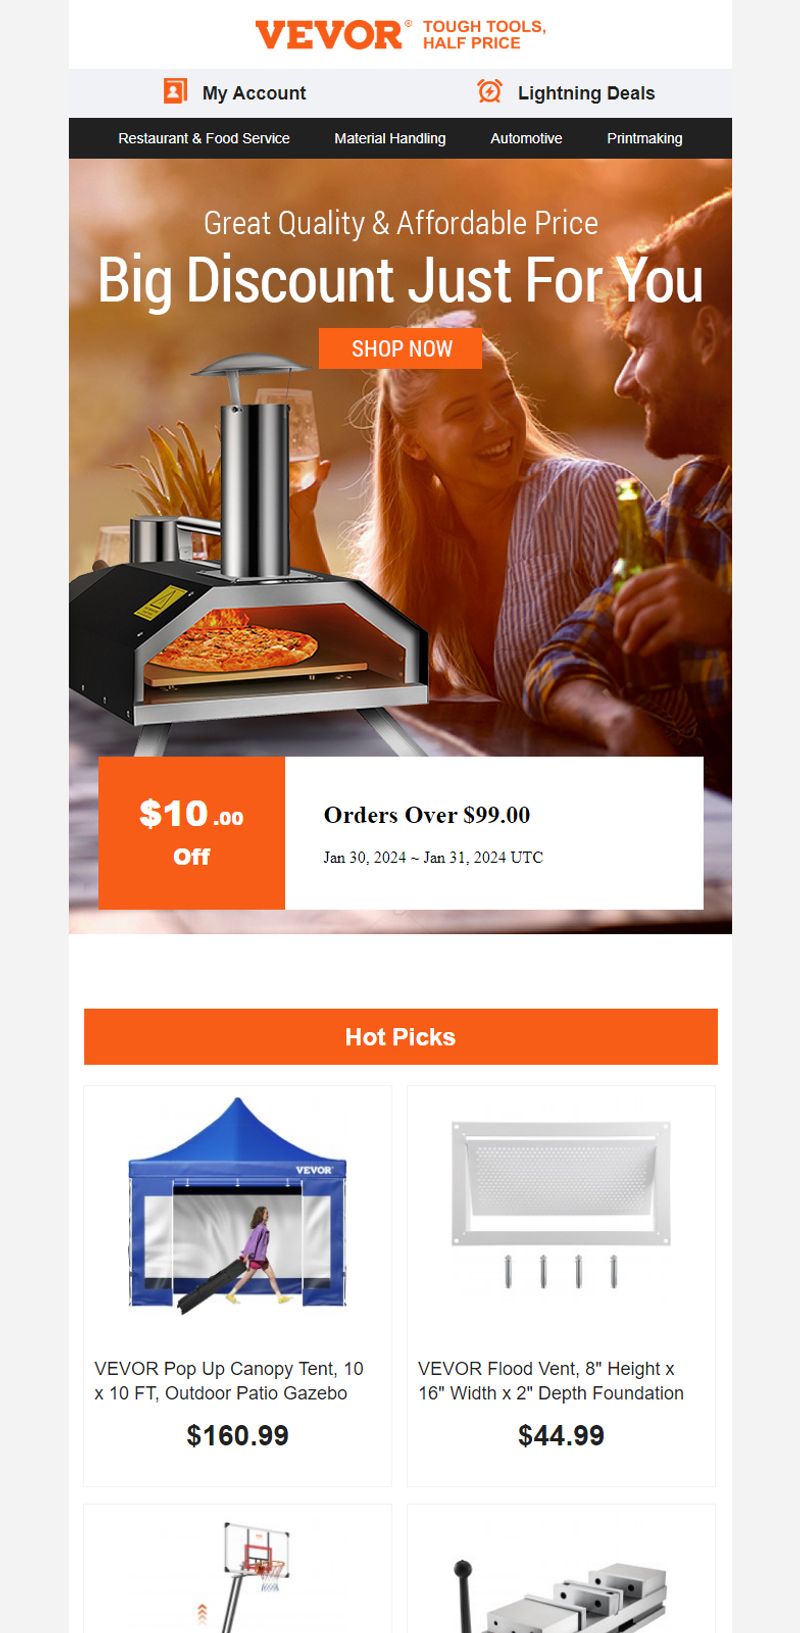 VEVOR®
TOUGH TOOLS,
HALF PRICE
My Account
Lightning Deals
Restaurant & Food Service
Material Handling
Automotive
Printmaking
Great Quality & Affordable Price
Big Discount Just For You
SHOP NOW
$10.00
Off
Orders Over $99.00
Jan 30, 2024 ~ Jan 31, 2024 UTC
Hot Picks
VEVOR
VEVOR Pop Up Canopy Tent, 10
x 10 FT, Outdoor Patio Gazebo
$160.99
VEVOR Flood Vent, 8" Height x
16" Width x 2" Depth Foundation
$44.99